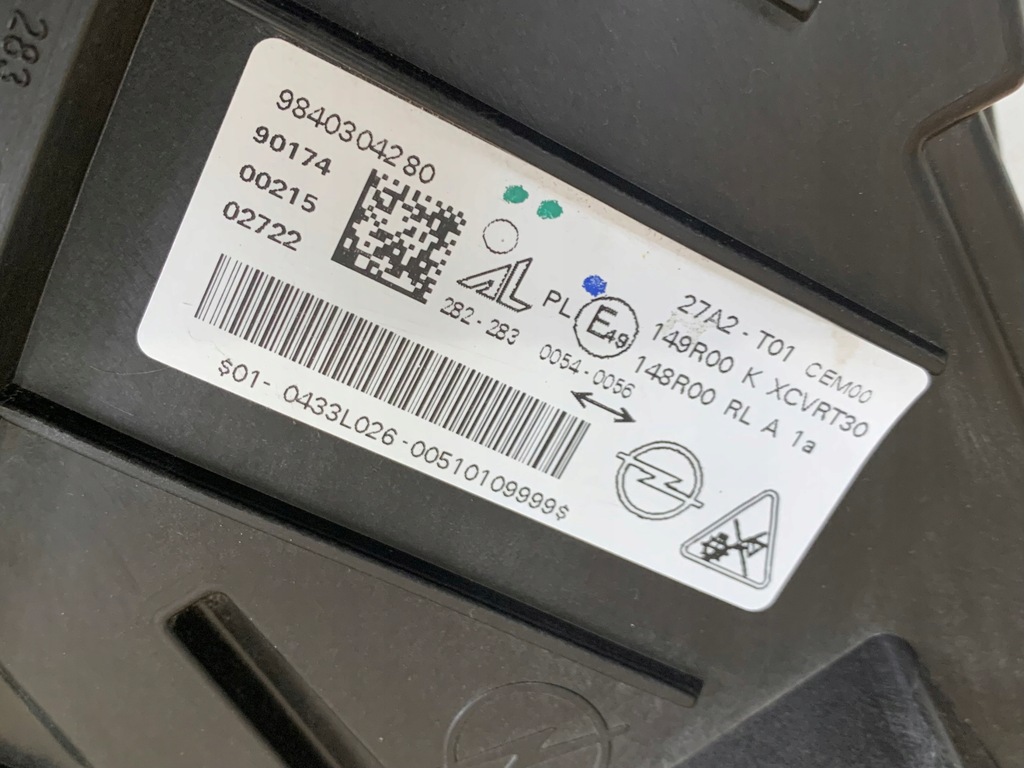 283
9840304280
90174
00215
02722
AL
282-283
PL
27A2-T01 CEM00
E49
149R00 K XCVRT30
0054-0056
148R00 RL A 1a
$01-0433L026-00510109999$